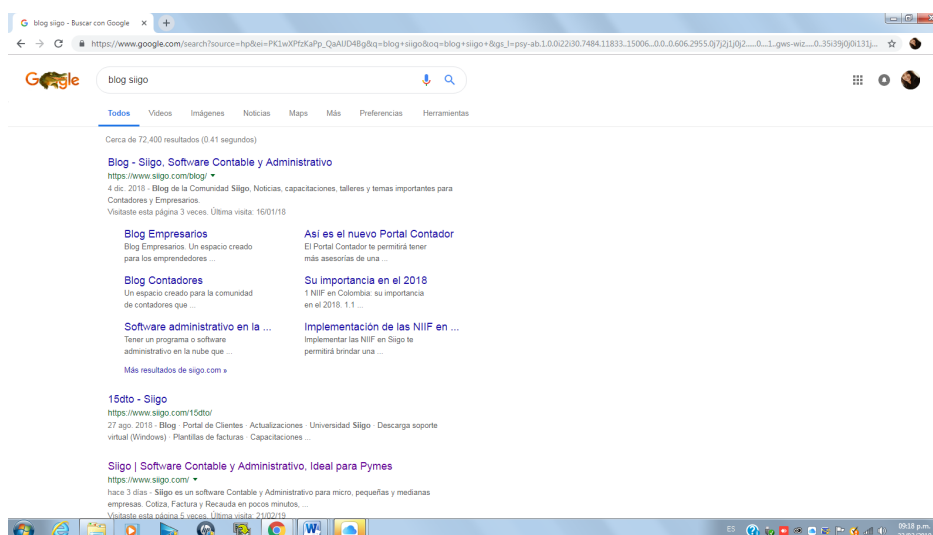 blog siigo - Buscar con Google
https://www.google.com/search?source=hp&ei=PK1wXPfzKaPp_QaAlJD4Bg&q=blog+siigo&oq=blog+siigo+&gs_l=psy-ab.1.0.0i22i30.7484.11833..15006...0.0..0.606.2955.0j7j2j1j0j2......0....1..gws-wiz.....0..35i39j0j0i131j...
Google
blog siigo
Todos Videos Imágenes Noticias Maps Más Preferencias Herramientas
Cerca de 72,400 resultados (0.41 segundos)
Blog - Siigo, Software Contable y Administrativo
https://www.siigo.com/blog/
4 dic. 2018 - Blog de la Comunidad Siigo, Noticias, capacitaciones, talleres y temas importantes para
Contadores y Empresarios.
Visitaste esta página 3 veces. Última visita: 16/01/18
Blog Empresarios
Blog Empresarios. Un espacio creado
para los emprendedores ...
Así es el nuevo Portal Contador
El Portal Contador te permitirá tener
más asesorías de una ...
Blog Contadores
Un espacio creado para la comunidad
de contadores que ...
Su importancia en el 2018
1 NIIF en Colombia: su importancia
en el 2018. 1.1 ...
Software administrativo en la ...
Tener un programa o software
administrativo en la nube que ...
Implementación de las NIIF en ...
Implementar las NIIF en Siigo te
permitirá brindar una ...
Más resultados de siigo.com »
15dto - Siigo
https://www.siigo.com/15dto/
27 ago. 2018 - Blog · Portal de Clientes · Actualizaciones · Universidad Siigo · Descarga soporte
virtual (Windows) · Plantillas de facturas · Capacitaciones ...
Siigo | Software Contable y Administrativo, Ideal para Pymes
https://www.siigo.com/
hace 3 días - Siigo es un software Contable y Administrativo para micro, pequeñas y medianas
empresas. Cotiza, Factura y Recauda en pocos minutos, ...
Visitaste esta página 5 veces. Última visita: 21/02/19
ES
09:18 p.m.